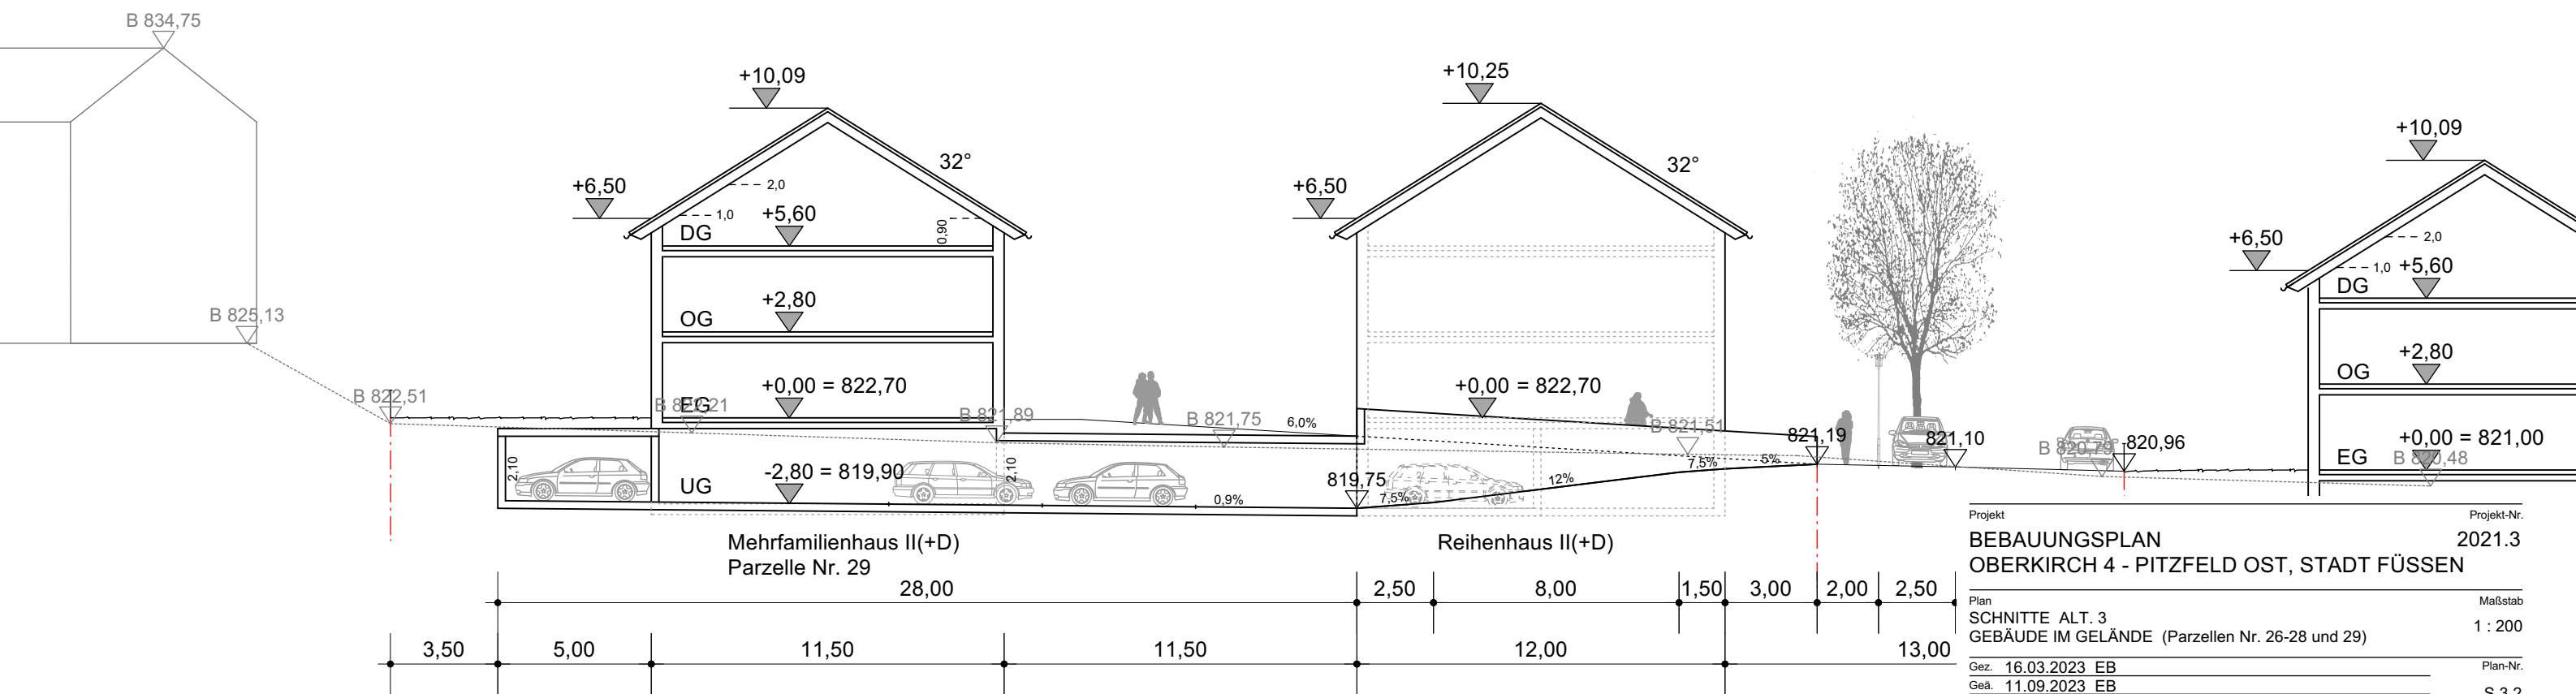 B 834,75
+10,09
+10,25
+10,09
32°
32°
+6,50
2,0
+6,50
+6,50
2,0
1,0
+5,60
0,90
DG
1,0
+5,60
DG
B 825,13
+2,80
OG
+2,80
OG
B 822,51
+0,00 = 822,70
EG
B 822,21
B 821,89
B 821,75
6,0%
+0,00 = 822,70
B 821,51
821,19
821,10
B 820,79
820,96
+0,00 = 821,00
EG
B 820,48
2,10
UG
-2,80 = 819,90
2,10
0,9%
819,75
7,5%
12%
7,5%
5%
Mehrfamilienhaus II(+D)
Parzelle Nr. 29
Reihenhaus II(+D)
28,00
2,50
8,00
1,50
3,00
2,00
2,50
3,50
5,00
11,50
11,50
12,00
13,00
Projekt
Projekt-Nr.
BEBAUUNGSPLAN
2021.3
OBERKIRCH 4 - PITZFELD OST, STADT FÜSSEN
Plan
Maßstab
SCHNITTE ALT. 3
1 : 200
GEBÄUDE IM GELÄNDE (Parzellen Nr. 26-28 und 29)
Gez. 16.03.2023 EB
Plan-Nr.
Geä. 11.09.2023 EB
S 3.2